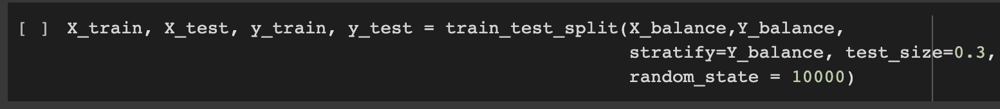 [ ] X_train, X_test, y_train, y_test = train_test_split(X_balance,Y_balance,
stratify=Y_balance, test_size=0.3,
random_state = 10000)